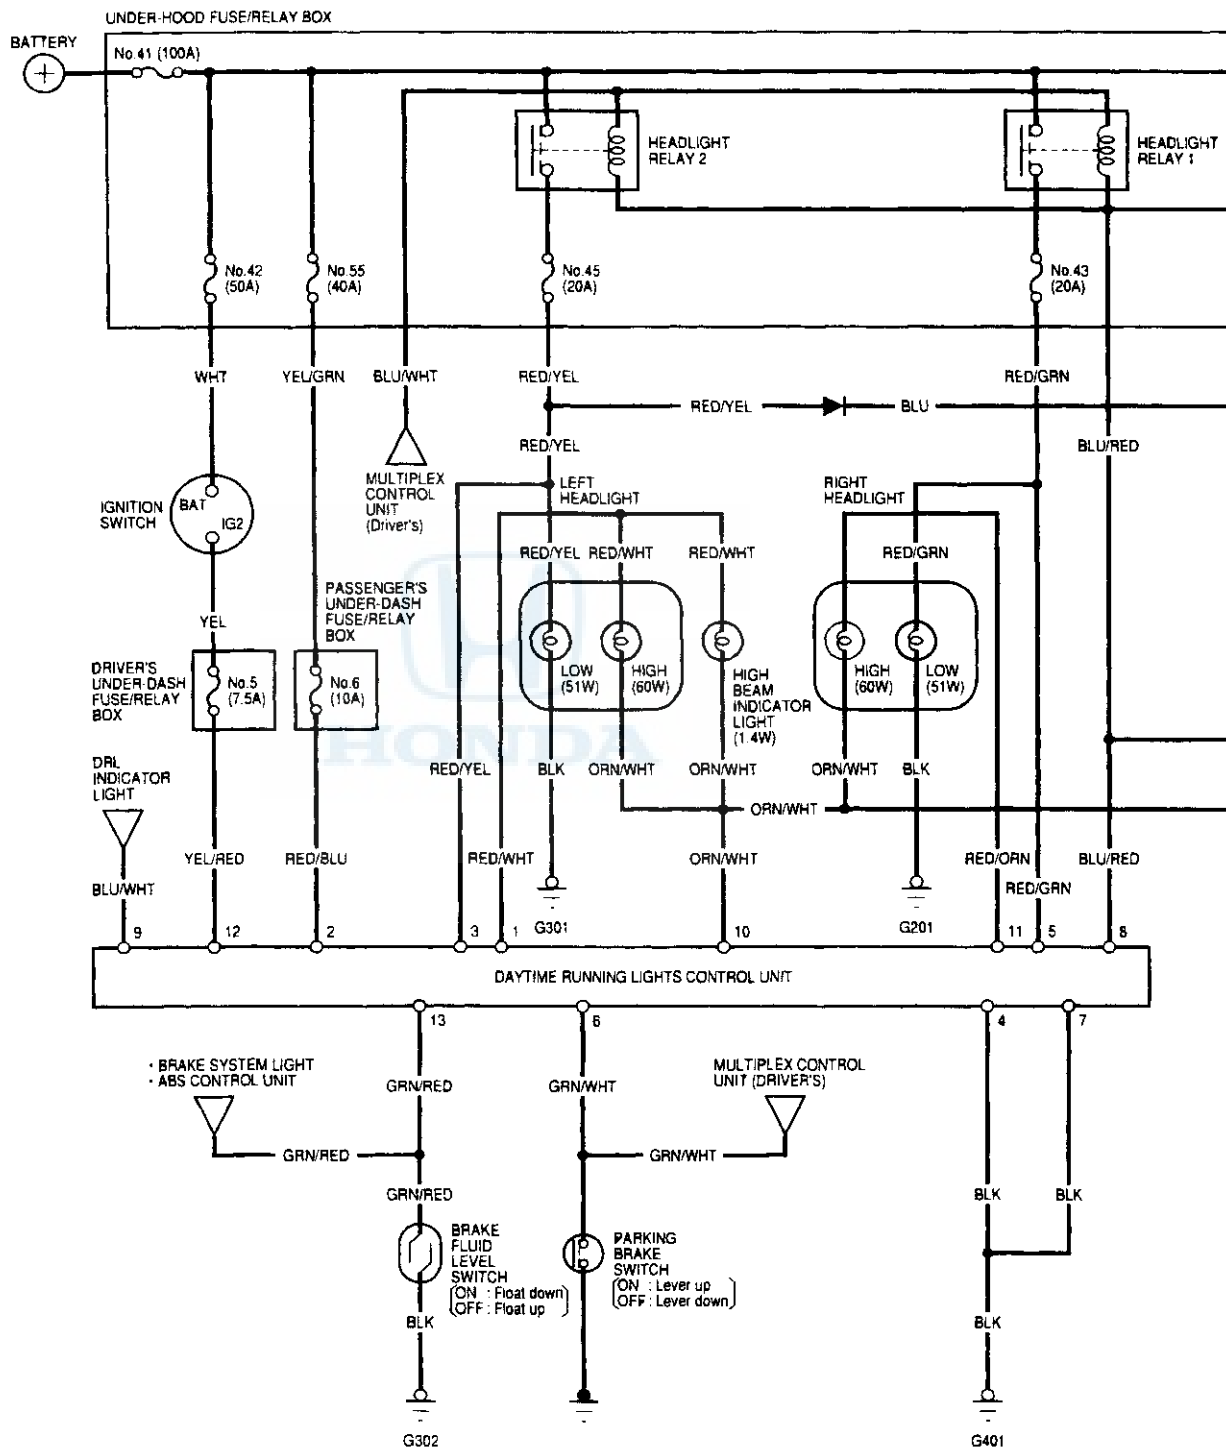 UNDER-HOOD FUSE/RELAY BOX
BATTERY
No.41 (100A)
HEADLIGHT
RELAY 2
HEADLIGHT
RELAY 1
No.42
(50A)
No.55
(40A)
No.45
(20A)
No.43
(20A)
WHT
YEL/GRN
BLU/WHT
RED/YEL
RED/GRN
RED/YEL
BLU
RED/YEL
BLU/RED
IGNITION
SWITCH
BAT
IG2
MULTIPLEX
CONTROL
UNIT
(Driver's)
LEFT
HEADLIGHT
RIGHT
HEADLIGHT
RED/YEL
RED/WHT
RED/WHT
RED/GRN
YEL
PASSENGER'S
UNDER-DASH
FUSE/RELAY
BOX
DRIVER'S
UNDER-DASH
FUSE/RELAY
BOX
No.5
(7.5A)
No.6
(10A)
LOW
(51W)
HIGH
(60W)
HIGH
BEAM
INDICATOR
LIGHT
(1.4W)
HIGH
(60W)
LOW
(51W)
HONDA
DRL
INDICATOR
LIGHT
RED/YEL
BLK
ORN/WHT
ORN/WHT
ORN/WHT
BLK
ORN/WHT
BLU/WHT
YEL/RED
RED/BLU
RED/WHT
ORN/WHT
RED/ORN
RED/GRN
BLU/RED
G301
G201
9
12
2
3
1
10
11
5
8
DAYTIME RUNNING LIGHTS CONTROL UNIT
13
6
4
7
· BRAKE SYSTEM LIGHT
· ABS CONTROL UNIT
GRN/RED
GRN/WHT
MULTIPLEX CONTROL
UNIT (DRIVER'S)
GRN/RED
GRN/WHT
GRN/RED
BLK
BLK
BRAKE
FLUID
LEVEL
SWITCH
(ON : Float down)
(OFF : Float up)
PARKING
BRAKE
SWITCH
(ON : Lever up)
(OFF : Lever down)
BLK
BLK
G302
G401